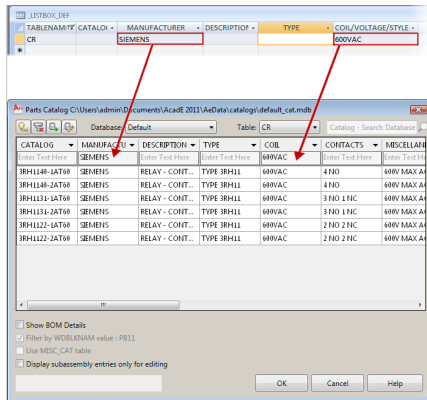 _LISTBOX_DEF
TABLENAME CATALO MANUFACTURER DESCRIPTION TYPE COIL/VOLTAGE/STYLE
CR SIEMENS 600VAC
Parts Catalog C:\Users\admin\Documents\AcadE 2011\AeData\catalogs\default_cat.mdb
Database: Default Table: CR Catalog - Search Database
CATALOG MANUFACTU DESCRIPTION TYPE COIL CONTACTS MISCELLAN
Enter Text Here SIEMENS Enter Text Here Enter Text Here 600VAC Enter Text Here Enter Text He
3RH1140-1AT60 SIEMENS RELAY - CONT... TYPE 3RH11 600VAC 4 NO 600V MAX A
3RH1140-2AT60 SIEMENS RELAY - CONT... TYPE 3RH11 600VAC 4 NO 600V MAX A
3RH1131-1AT60 SIEMENS RELAY - CONT... TYPE 3RH11 600VAC 3 NO 1 NC 600V MAX A
3RH1131-2AT60 SIEMENS RELAY - CONT... TYPE 3RH11 600VAC 3 NO 1 NC 600V MAX A
3RH1122-1AT60 SIEMENS RELAY - CONT... TYPE 3RH11 600VAC 2 NO 2 NC 600V MAX A
3RH1122-2AT60 SIEMENS RELAY - CONT... TYPE 3RH11 600VAC 2 NO 2 NC 600V MAX A
Show BOM Details
Filter by WDBLKNAM value : PB11
Use MISC_CAT table
Display subassembly entries only for editing
OK Cancel Help